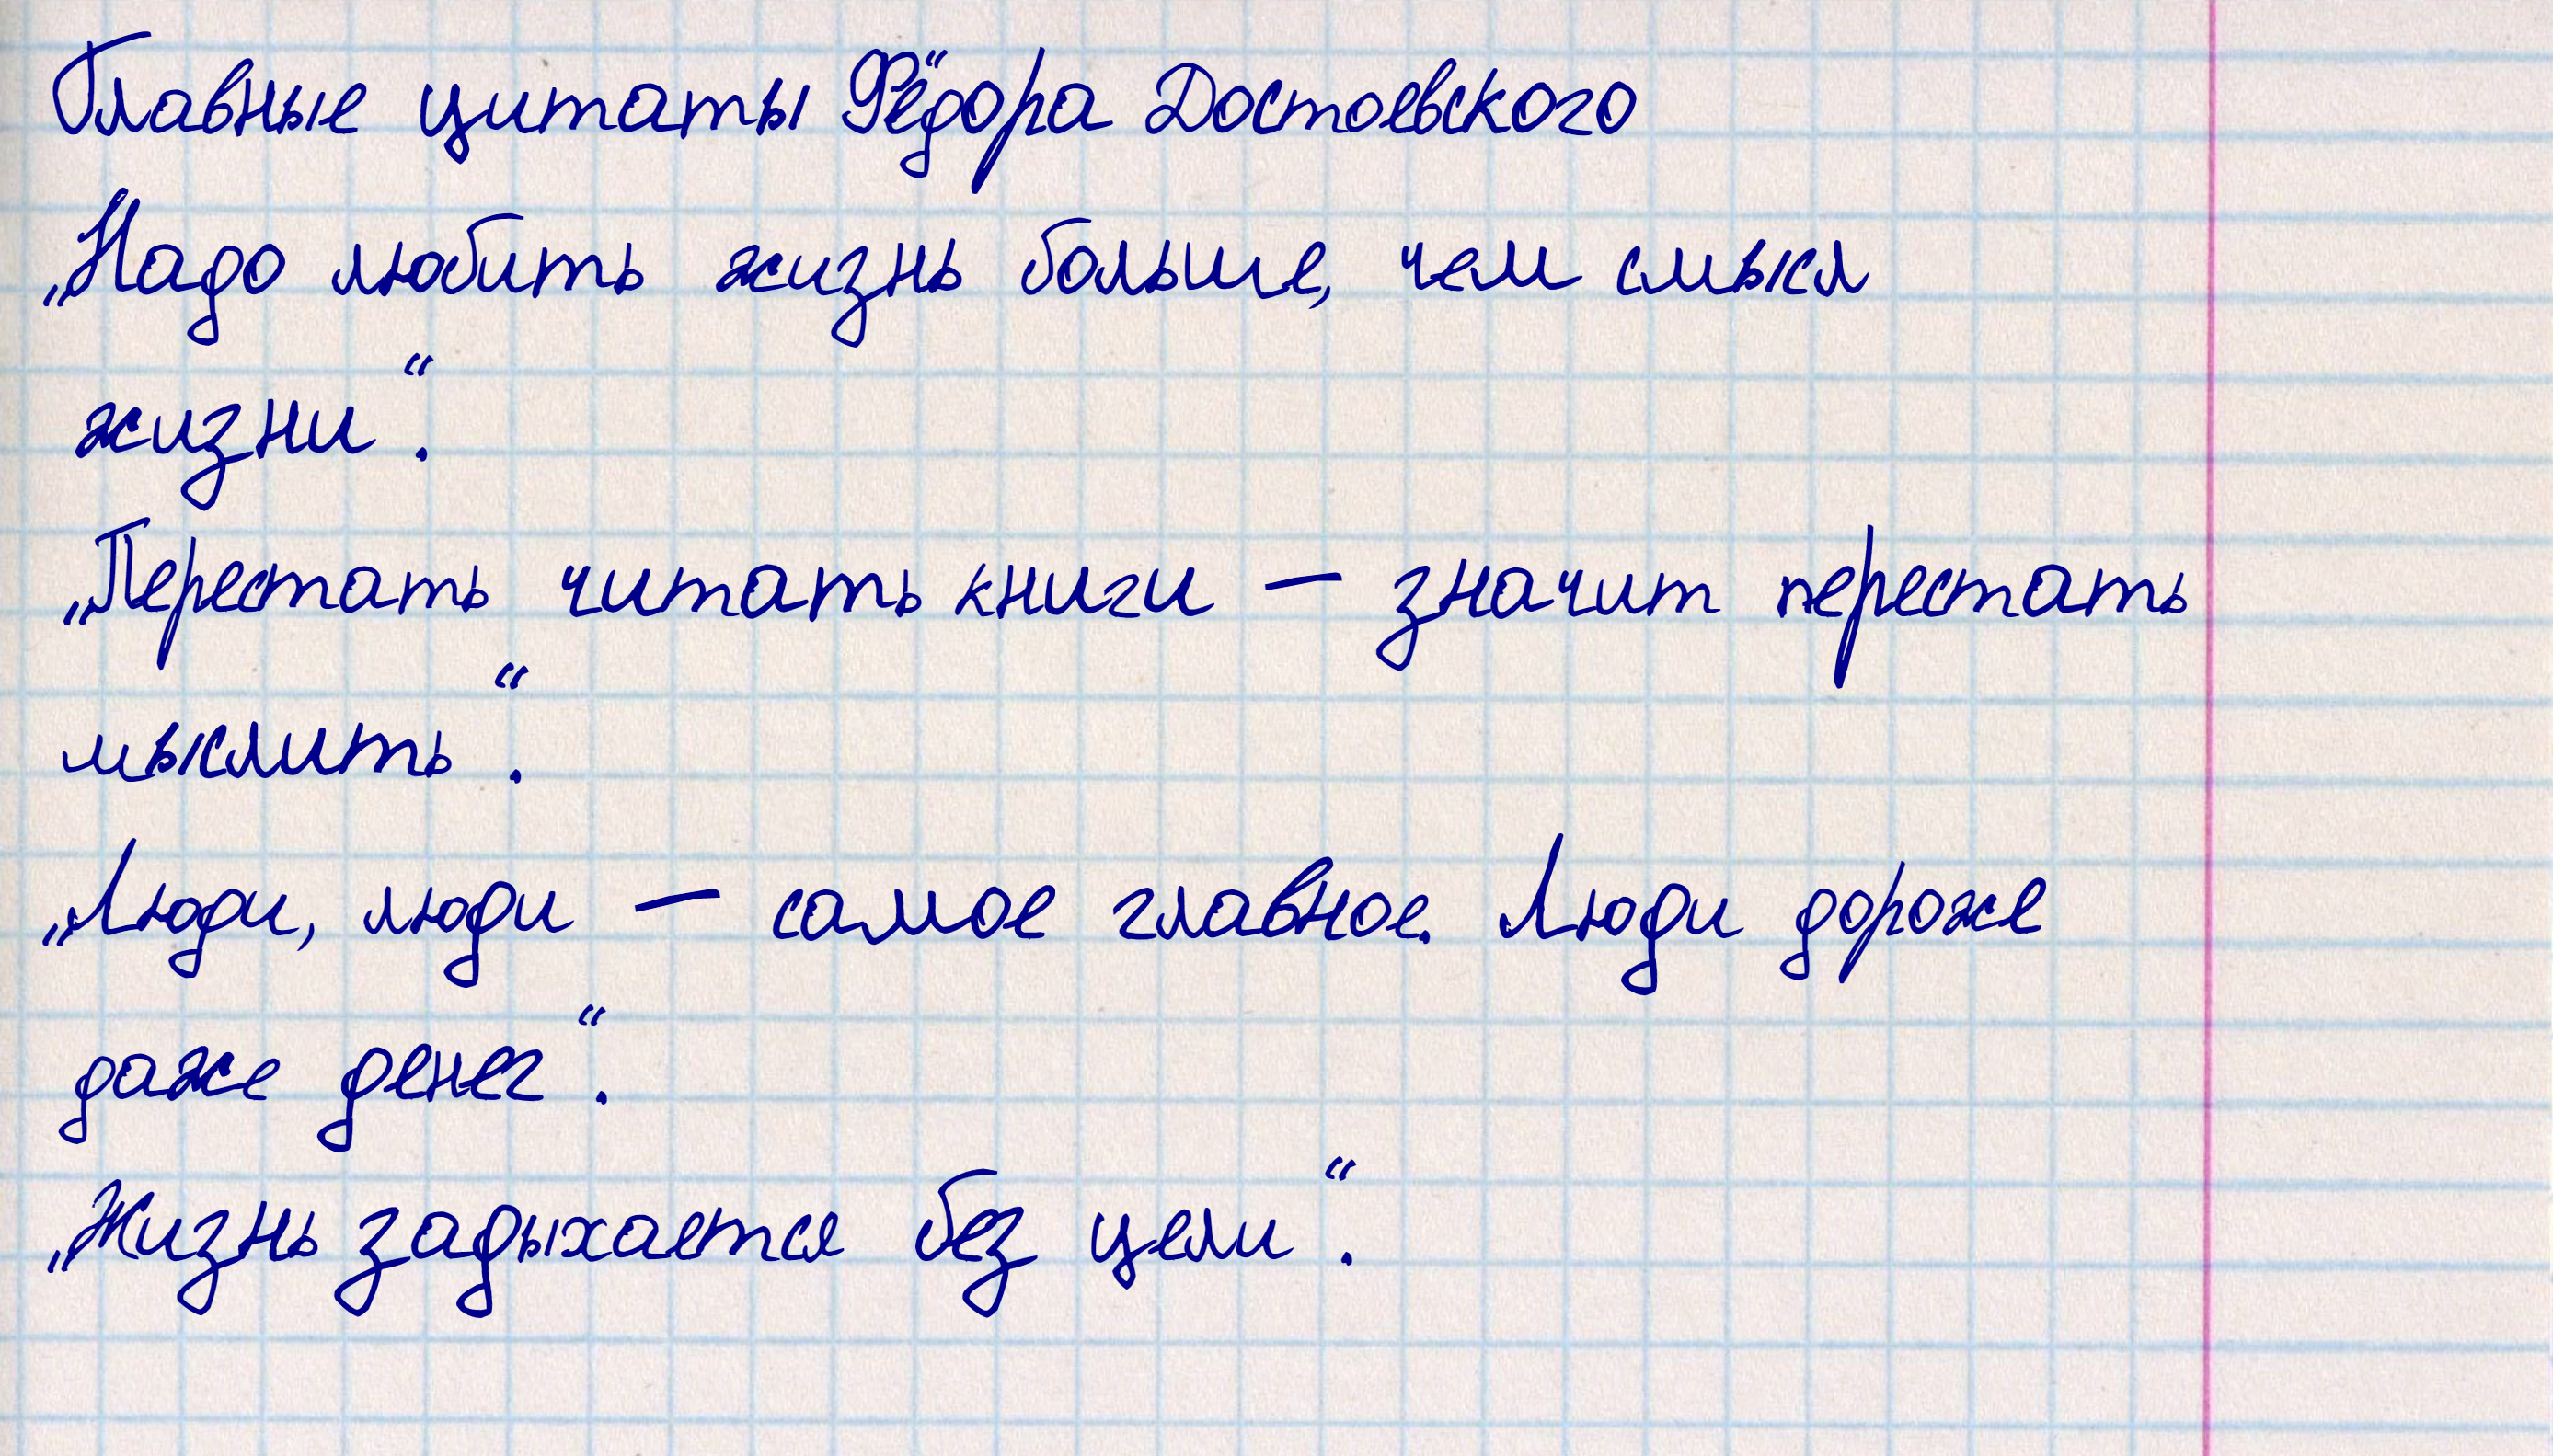 Главные цитаты Фёдора Достоевского
„Надо любить жизнь больше, чем смысл
жизни“.
„Перестать читать книги — значит перестать
мыслить“.
„Люди, люди — самое главное. Люди дороже
даже денег“.
„Жизнь задыхается без цели“.